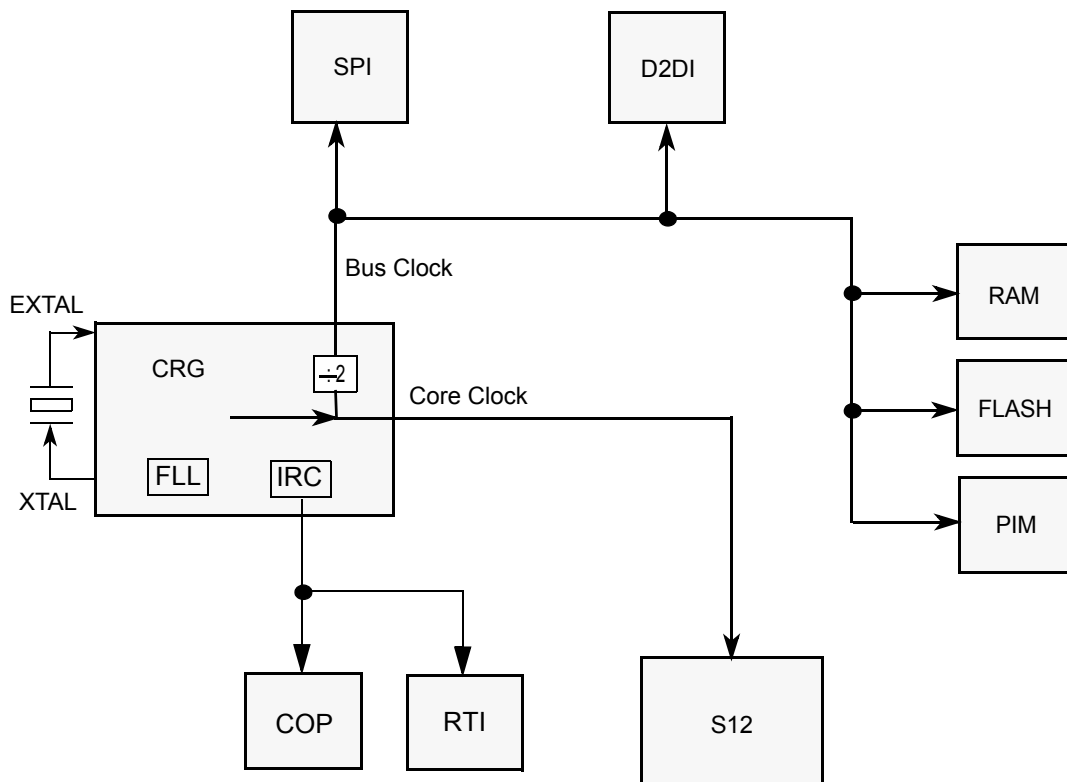 SPI
D2DI
Bus Clock
RAM
EXTAL
CRG
÷2
Core Clock
FLASH
FLL
IRC
XTAL
PIM
COP
RTI
S12